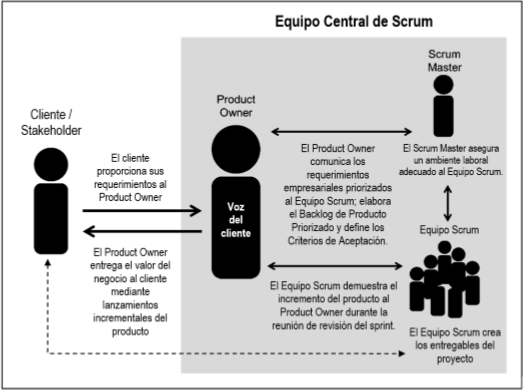 Equipo Central de Scrum
Scrum
Master
Product
Owner
Cliente /
Stakeholder
El cliente
proporciona sus
requerimientos al
Product Owner
El Product Owner
comunica los
requerimientos
empresariales priorizados
al Equipo Scrum; elabora
el Backlog de Producto
Priorizado y define los
Criterios de Aceptación.
El Scrum Master asegura
un ambiente laboral
adecuado al Equipo Scrum.
Voz
del
cliente
Equipo Scrum
El Product Owner
entrega el valor del
negocio al cliente
mediante
lanzamientos
incrementales del
producto
El Equipo Scrum demuestra el
incremento del producto al
Product Owner durante la
reunión de revisión del sprint.
El Equipo Scrum crea
los entregables del
proyecto